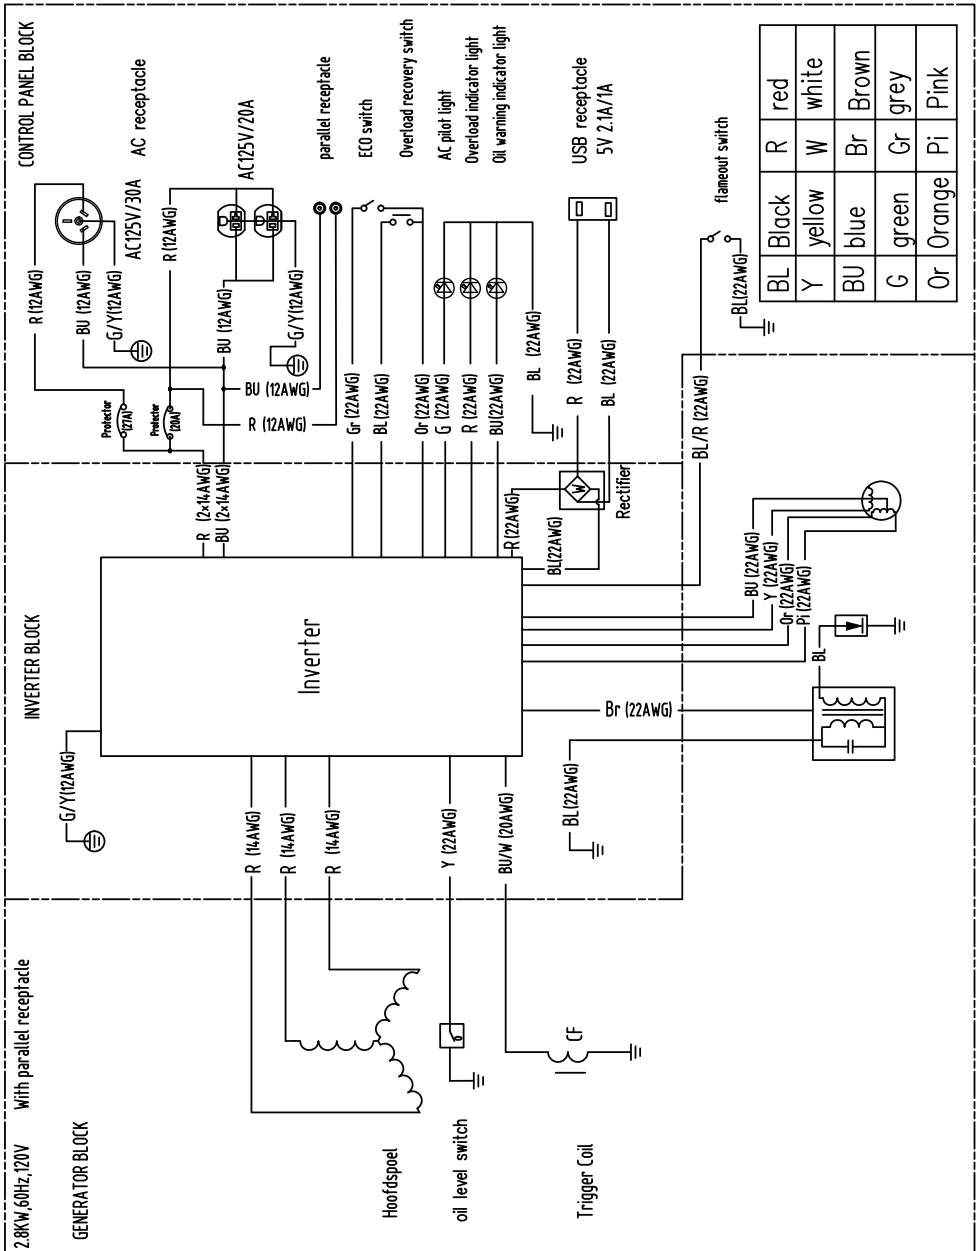 2.8KW,60Hz,120V With parallel receptacle
GENERATOR BLOCK
INVERTER BLOCK
CONTROL PANEL BLOCK
AC receptacle
AC125V/30A
AC125V/20A
parallel receptacle
ECO switch
Overload recovery switch
AC pilot light
Overload indicator light
Oil warning indicator light
USB receptacle
5V 2.1A/1A
flameout switch
BL Black R red
Y yellow W white
BU blue Br Brown
G green Gr grey
Or Orange Pi Pink
R (12AWG)
BU (12AWG)
G/Y(12AWG)
R (12AWG)
BU (12AWG)
G/Y(12AWG)
Protector
(27A)
Protector
(20A)
BU (12AWG)
R (12AWG)
Gr (22AWG)
BL (22AWG)
Or (22AWG)
G (22AWG)
R (22AWG)
BU(22AWG)
BL (22AWG)
R (22AWG)
BL (22AWG)
BL(22AWG)
BL/R (22AWG)
R (2x14AWG)
BU (2x14AWG)
R(22AWG)
BL(22AWG)
W
Rectifier
BU (22AWG)
Y (22AWG)
Or (22AWG)
Pi (22AWG)
BL
Inverter
Br (22AWG)
G/Y(12AWG)
R (14AWG)
R (14AWG)
R (14AWG)
Y (22AWG)
BU/W (20AWG)
BL(22AWG)
CF
Hoofdspoel
oil level switch
Trigger Coil